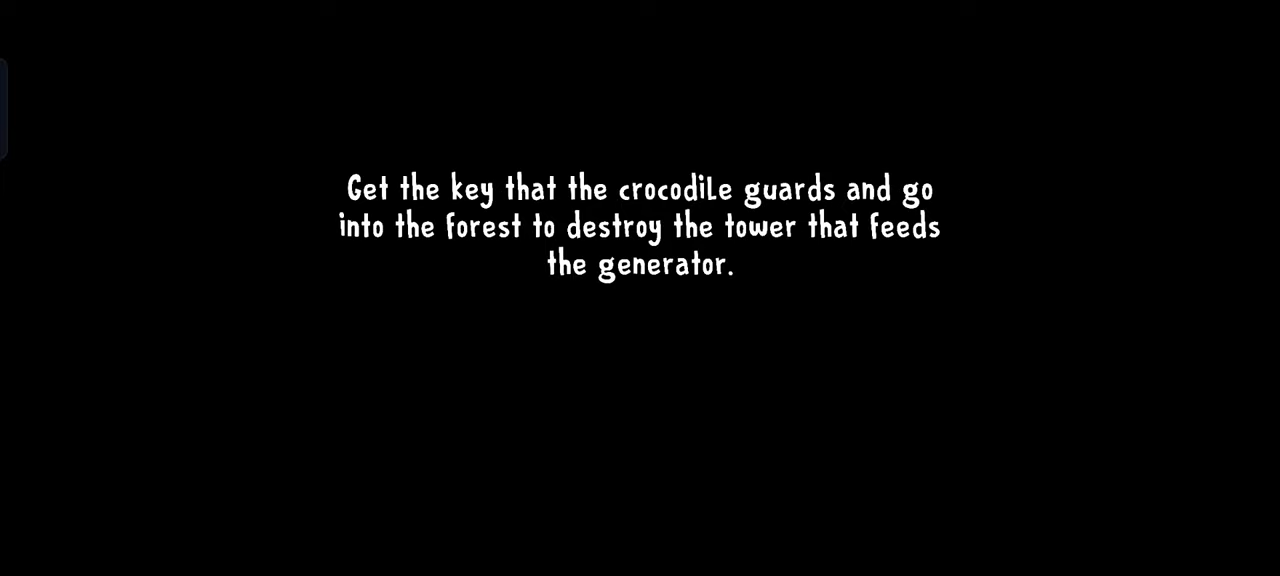 Get the key that the crocodile guards and go
into the forest to destroy the tower that feeds
the generator.